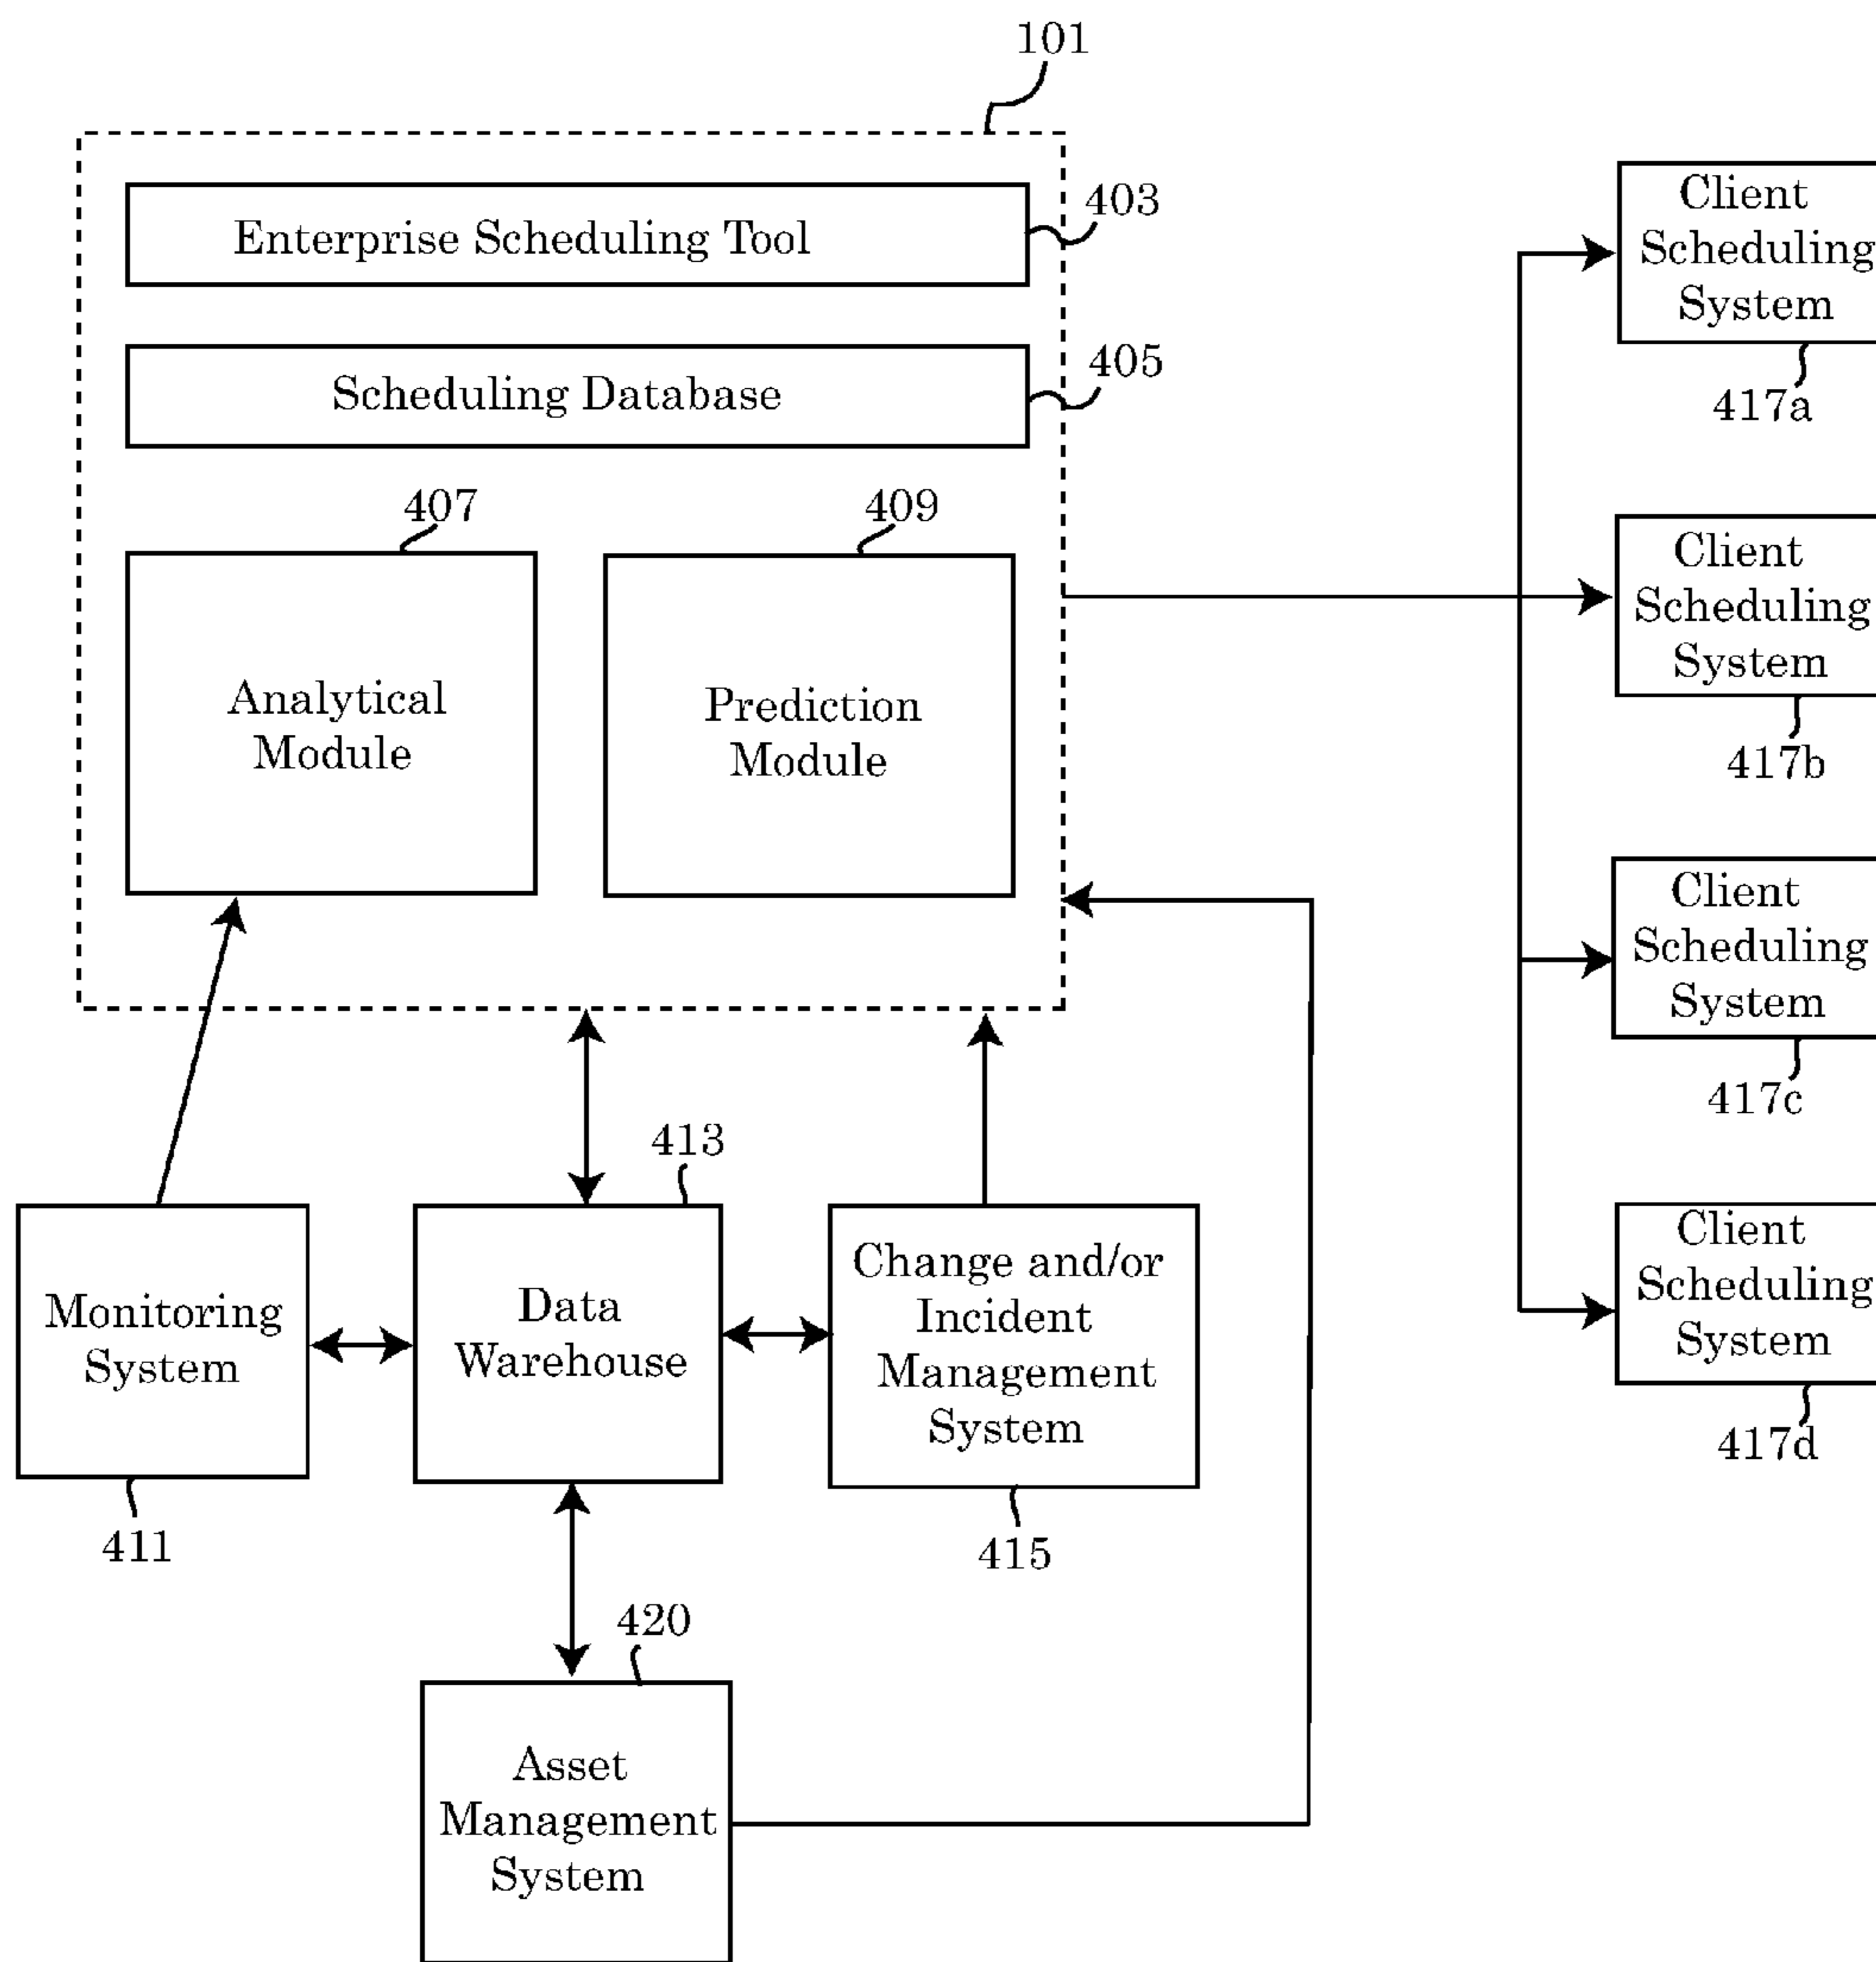 101
Enterprise Scheduling Tool
403
Scheduling Database
405
407
409
Analytical
Module
Prediction
Module
Client
Scheduling
System
417a
Client
Scheduling
System
417b
Client
Scheduling
System
417c
Client
Scheduling
System
417d
413
Monitoring
System
411
Data
Warehouse
Change and/or
Incident
Management
System
415
420
Asset
Management
System